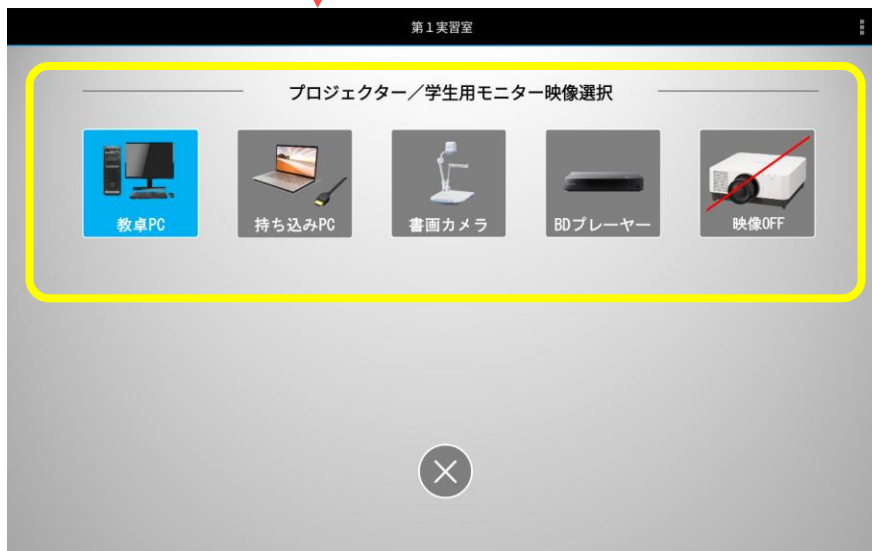 第１実習室
プロジェクター／学生用モニター映像選択
教卓PC
持ち込みPC
書画カメラ
BDプレーヤー
映像OFF